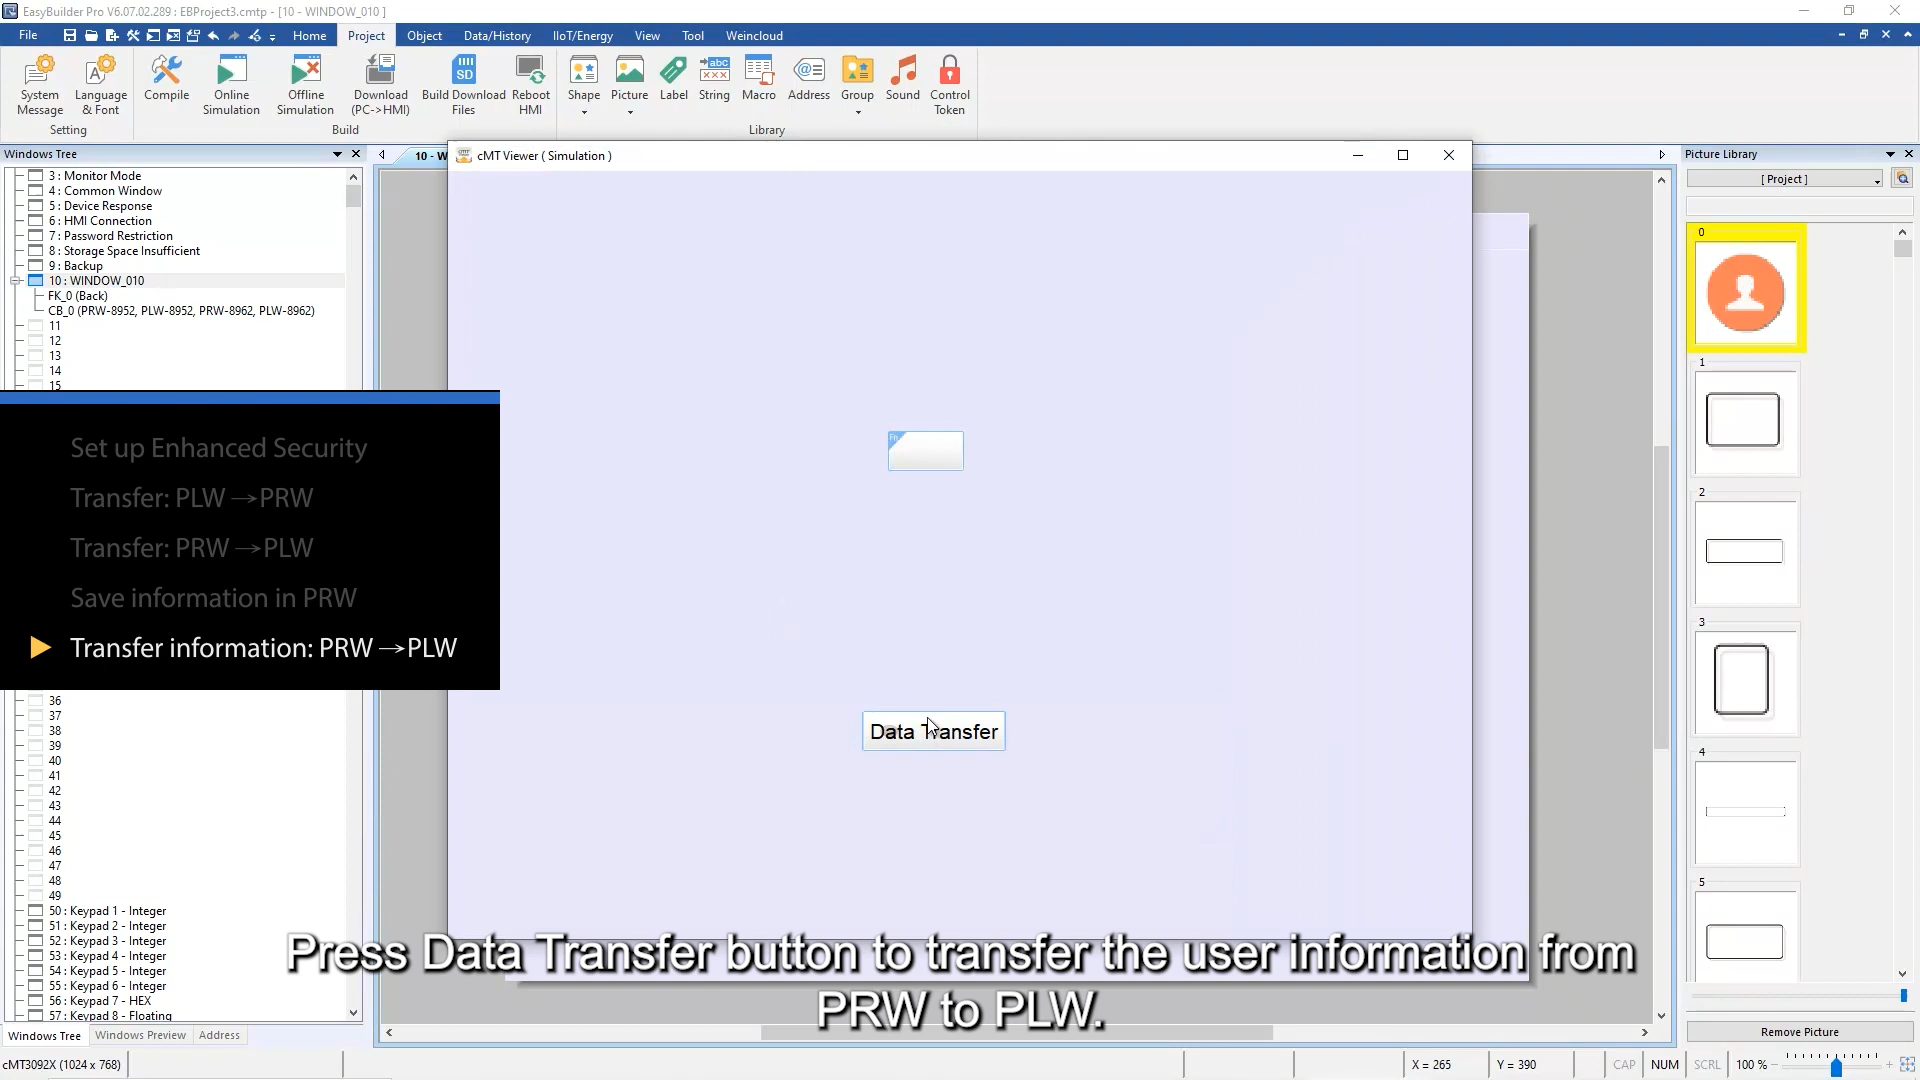 EasyBuilder Pro V6.07.02.289 : EBProject3.cmtp - [10 - WINDOW_010 ]
File Home Project Object Data/History IIoT/Energy View Tool Weincloud
System Message
Language & Font
Compile
Online Simulation
Offline Simulation
Download (PC->HMI)
Build Download Files
Reboot HMI
Shape
Picture
Label
String
Macro
Address
Group
Sound
Control Token
Setting Build Library
Windows Tree
10 - W
cMT Viewer ( Simulation )
Picture Library
[ Project ]
3 : Monitor Mode
4 : Common Window
5 : Device Response
6 : HMI Connection
7 : Password Restriction
8 : Storage Space Insufficient
9 : Backup
10 : WINDOW_010
FK_0 (Back)
CB_0 (PRW-8952, PLW-8952, PRW-8962, PLW-8962)
11
12
13
14
15
Set up Enhanced Security
Transfer: PLW →PRW
Transfer: PRW →PLW
Save information in PRW
Transfer information: PRW →PLW
36
37
38
39
40
41
42
43
44
45
46
47
48
49
50 : Keypad 1 - Integer
51 : Keypad 2 - Integer
52 : Keypad 3 - Integer
53 : Keypad 4 - Integer
54 : Keypad 5 - Integer
55 : Keypad 6 - Integer
56 : Keypad 7 - HEX
57 : Keypad 8 - Floating
Fn
Data Transfer
0
1
2
3
4
5
Press Data Transfer button to transfer the user information from
PRW to PLW.
Windows Tree Windows Preview Address
Remove Picture
cMT3092X (1024 x 768) X = 265 Y = 390 CAP NUM SCRL 100 %